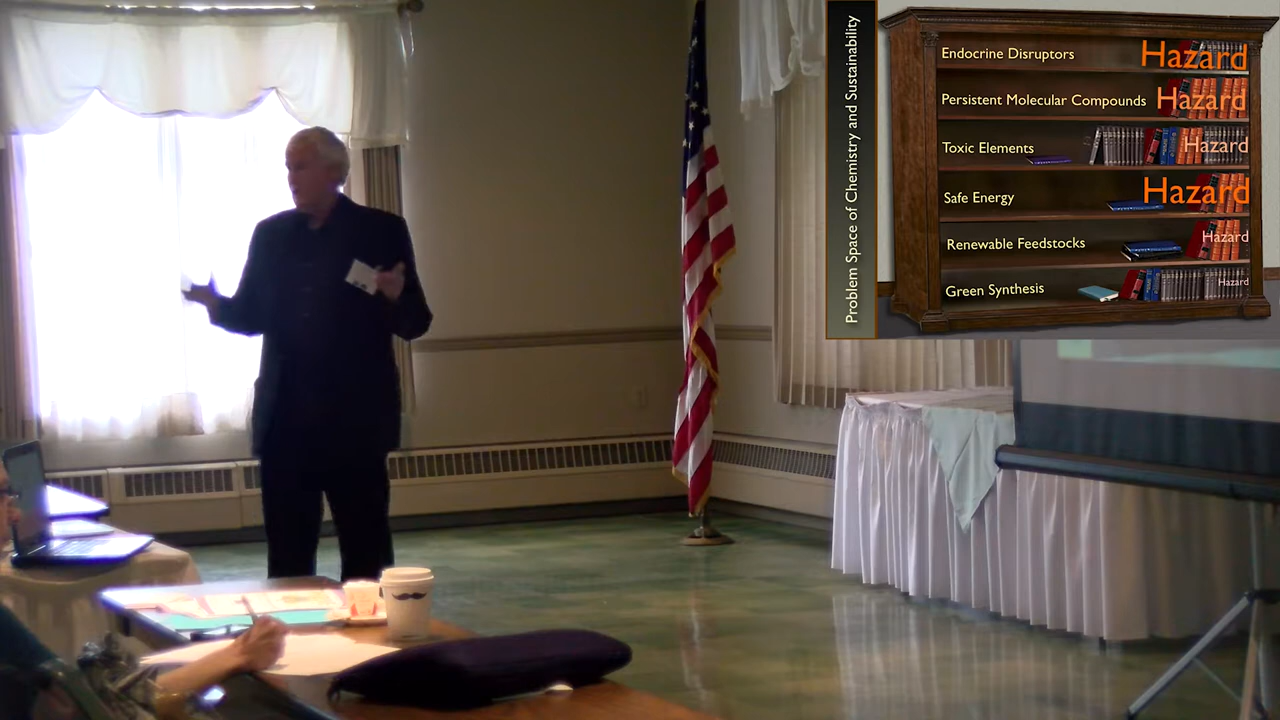 Problem Space of Chemistry and Sustainability
Endocrine Disruptors Hazard
Persistent Molecular Compounds Hazard
Toxic Elements Hazard
Safe Energy Hazard
Renewable Feedstocks Hazard
Green Synthesis Hazard